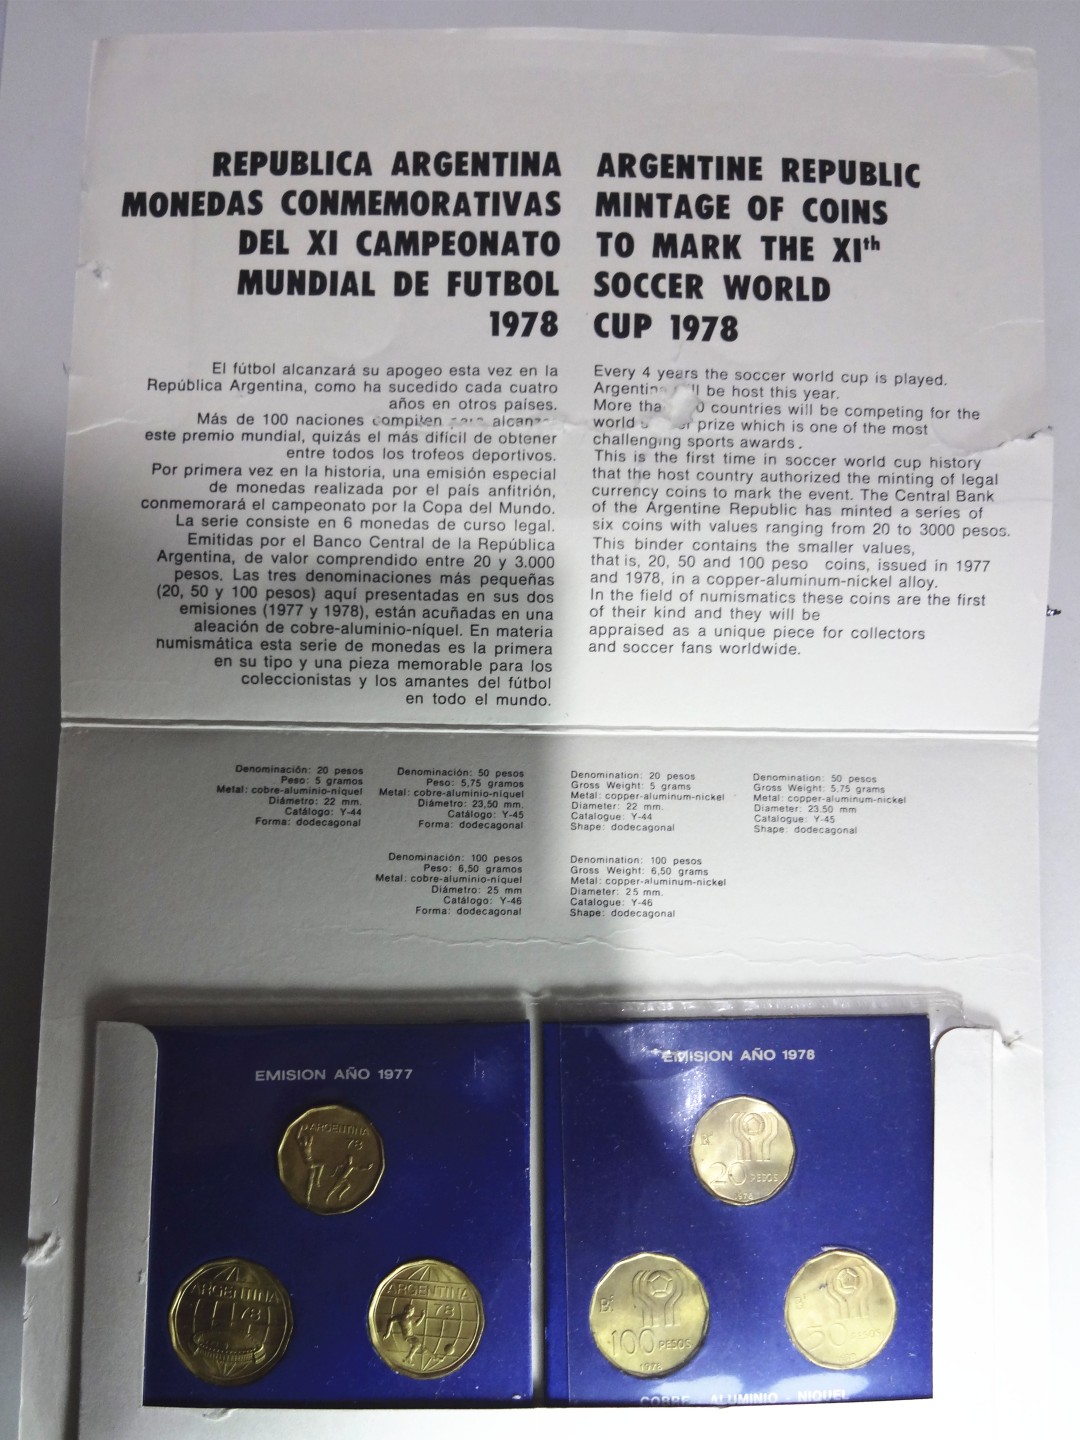 REPUBLICA ARGENTINA
MONEDAS CONMEMORATIVAS
DEL XI CAMPEONATO
MUNDIAL DE FUTBOL
1978
El fútbol alcanzará su apogeo esta vez en la
República Argentina, como ha sucedido cada cuatro
años en otros países.
Más de 100 naciones compiten para alcanzar
este premio mundial, quizás el más difícil de obtener
entre todos los trofeos deportivos.
Por primera vez en la historia, una emisión especial
de monedas realizada por el país anfitrión,
conmemorará el campeonato por la Copa del Mundo.
La serie consiste en 6 monedas de curso legal.
Emitidas por el Banco Central de la República
Argentina, de valor comprendido entre 20 y 3.000
pesos. Las tres denominaciones más pequeñas
(20, 50 y 100 pesos) aquí presentadas en sus dos
emisiones (1977 y 1978), están acuñadas en una
aleación de cobre-aluminio-níquel. En materia
numismática esta serie de monedas es la primera
en su tipo y una pieza memorable para los
coleccionistas y los amantes del fútbol
en todo el mundo.
ARGENTINE REPUBLIC
MINTAGE OF COINS
TO MARK THE XIth
SOCCER WORLD
CUP 1978
Every 4 years the soccer world cup is played.
be host this year.
More countries will be competing for the
world prize which is one of the most
challenging sports awards.
This is the first time in soccer world cup history
that the host country authorized the minting of legal
currency coins to mark the event. The Central Bank
of the Argentine Republic has minted a series of
six coins with values ranging from 20 to 3000 pesos.
This binder contains the smaller values,
that is, 20, 50 and 100 peso coins, issued in 1977
and 1978, in a copper-aluminum-nickel alloy.
In the field of numismatics these coins are the first
of their kind and they will be
appraised as a unique piece for collectors
and soccer fans worldwide.
Denominación: 20 pesos
Peso: 5 gramos
Metal: cobre-aluminio-níquel
Diámetro: 22 mm.
Catálogo: Y-44
Forma: dodecagonal
Denominación: 50 pesos
Peso: 5,75 gramos
Metal: cobre-aluminio-níquel
Diámetro: 23,50 mm.
Catálogo: Y-45
Forma: dodecagonal
Denomination: 20 pesos
Gross Weight: 5 grams
Metal: copper-aluminum-nickel
Diameter: 22 mm.
Catalogue: Y-44
Shape: dodecagonal
Denomination: 50 pesos
Gross Weight: 5,75 grams
Metal: copper-aluminum-nickel
Diameter: 23,50 mm
Catalogue: Y-45
Shape: dodecagonal
Denominación: 100 pesos
Peso: 6,50 gramos
Metal: cobre-aluminio-níquel
Diámetro: 25 mm
Catálogo: Y-46
Forma: dodecagonal
Denomination: 100 pesos
Gross Weight: 6,50 grams
Metal: copper-aluminum-nickel
Diameter: 25 mm.
Catalogue: Y-46
Shape: dodecagonal
EMISION AÑO 1977
ARGENTINA
78
ARGENTINA
78
ARGENTINA
78
EMISION AÑO 1978
20 PESOS
1978
100 PESOS
1978
50 PESOS
COBRE - ALUMINIO - NIQUEL